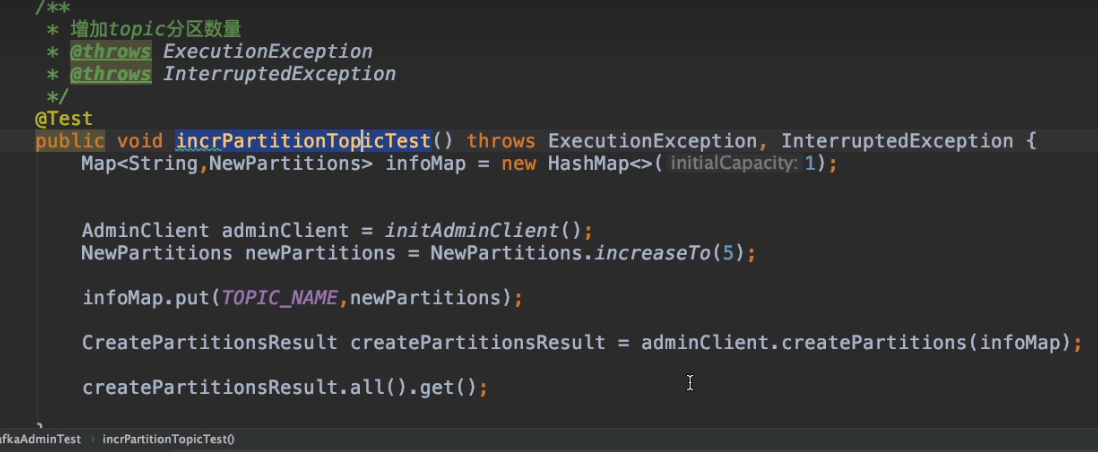 /**
* 增加topic分区数量
* @throws ExecutionException
* @throws InterruptedException
*/
@Test
public void incrPartitionTopicTest() throws ExecutionException, InterruptedException {
Map<String,NewPartitions> infoMap = new HashMap<>( initialCapacity: 1);
AdminClient adminClient = initAdminClient();
NewPartitions newPartitions = NewPartitions.increaseTo(5);
infoMap.put(TOPIC_NAME,newPartitions);
CreatePartitionsResult createPartitionsResult = adminClient.createPartitions(infoMap);
createPartitionsResult.all().get();
}
afkaAdminTest › incrPartitionTopicTest()